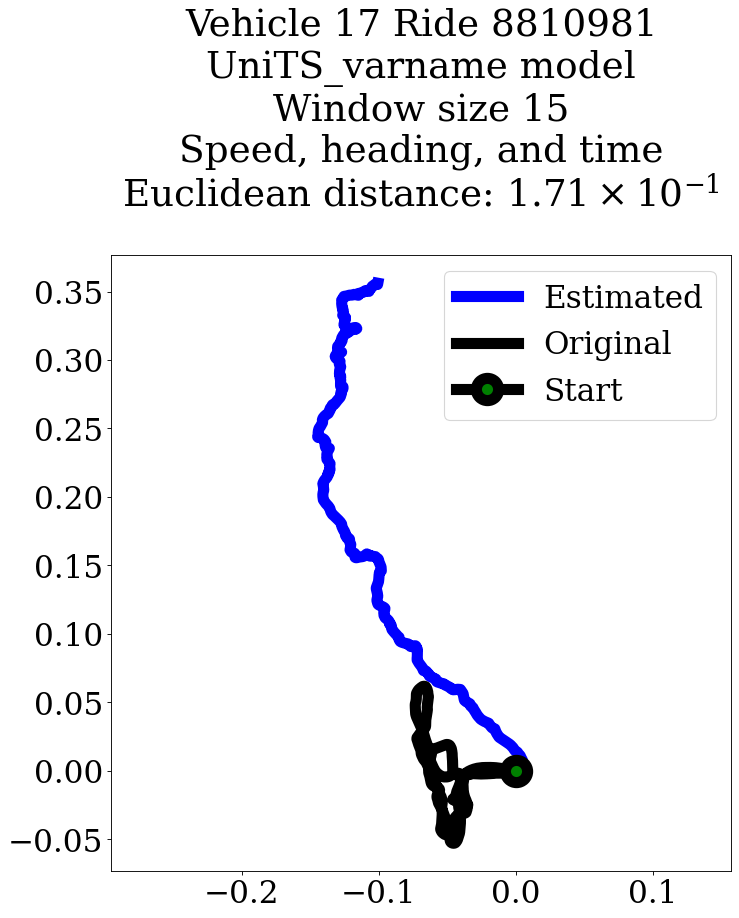 Vehicle 17 Ride 8810981
UniTS_varname model
Window size 15
Speed, heading, and time
Euclidean distance: 1.71 × 10⁻¹
Estimated
Original
Start
0.35
0.30
0.25
0.20
0.15
0.10
0.05
0.00
−0.05
−0.2 −0.1 0.0 0.1